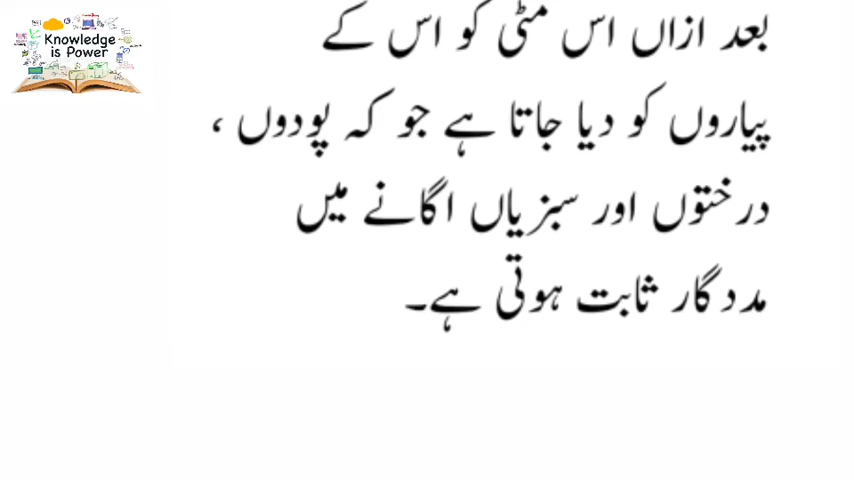 Knowledge
is Power
بعد ازاں اس مٹی کو اس کے
پیاروں کو دیا جاتا ہے جو کہ پودوں ،
درختوں اور سبزیاں اگانے میں
مددگار ثابت ہوتی ہے۔